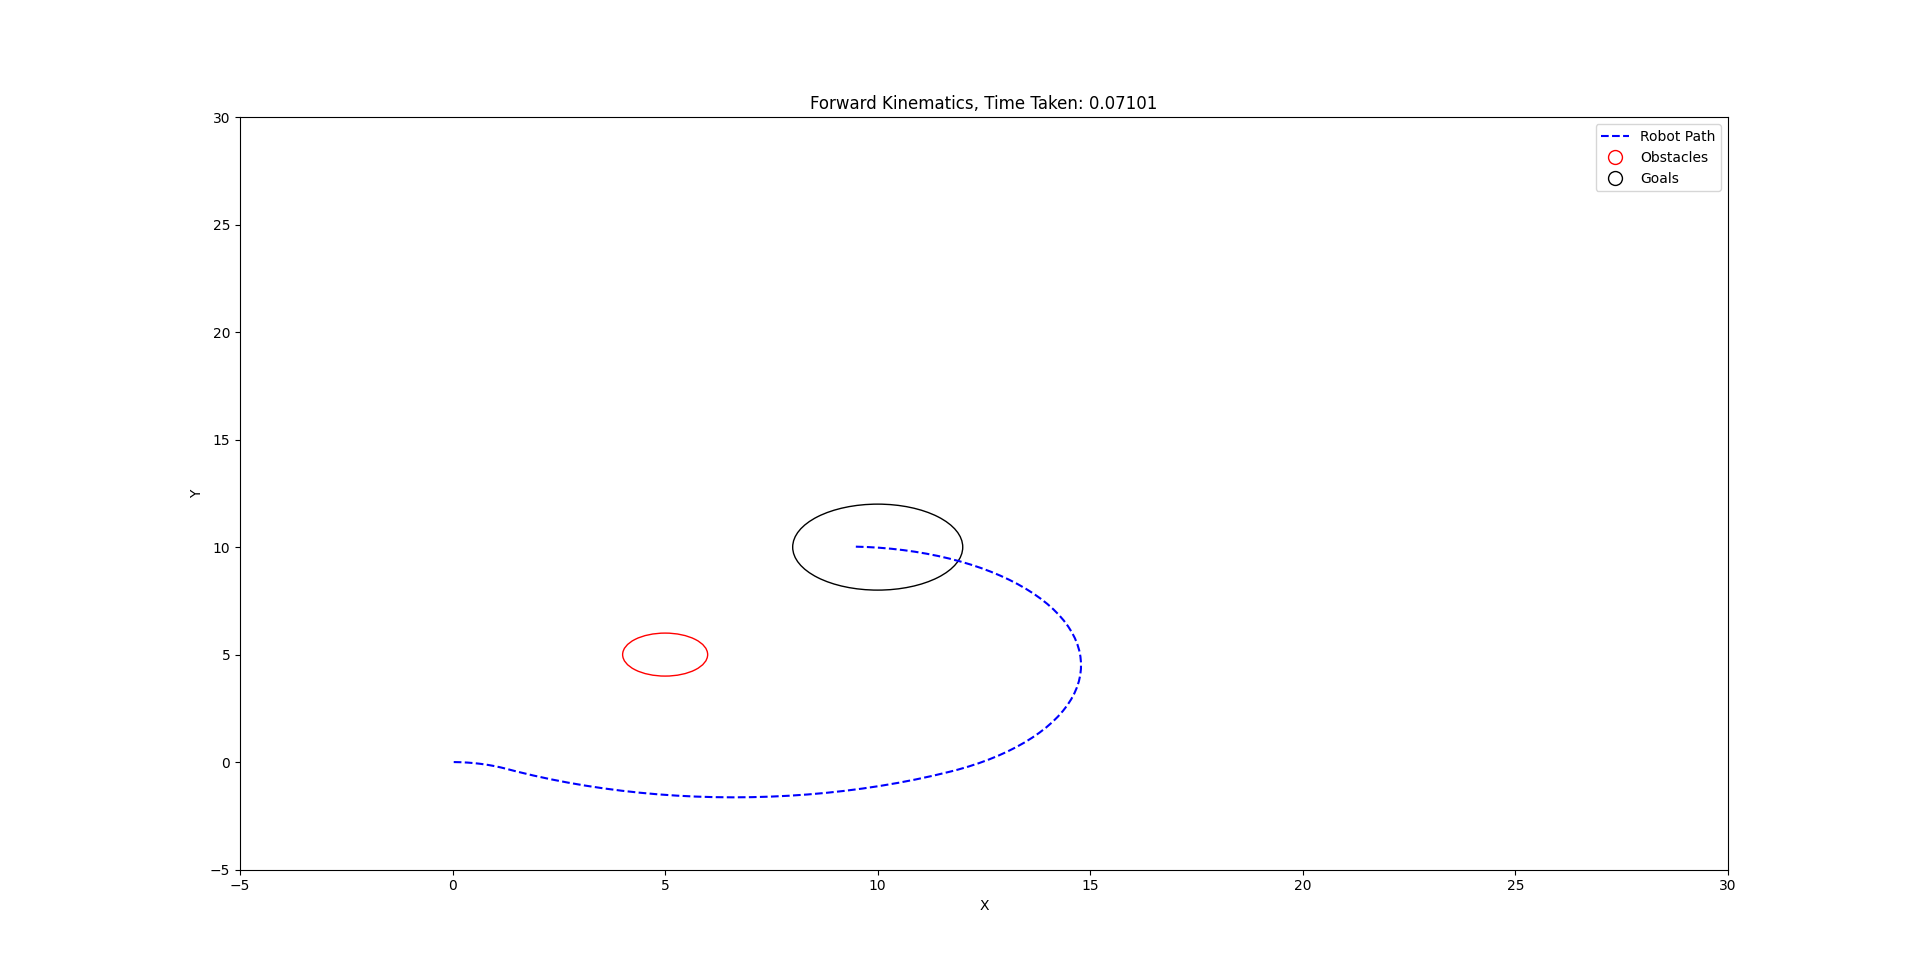 Forward Kinematics, Time Taken: 0.07101
Robot Path
Obstacles
Goals
30
25
20
15
10
5
0
−5
Y
−5 0 5 10 15 20 25 30
X